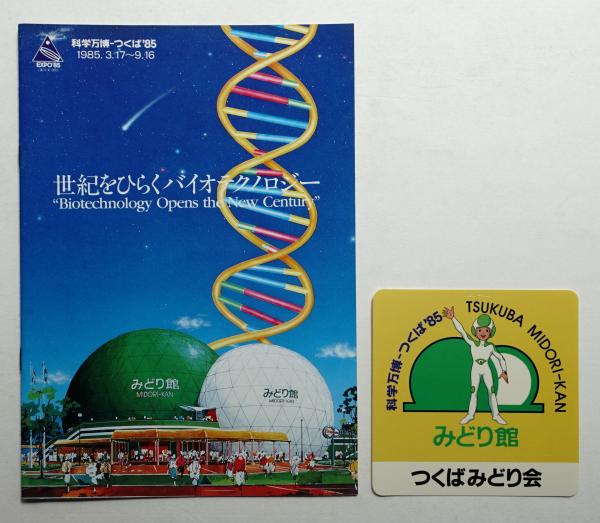 科学万博-つくば'85
1985. 3.17~9.16
EXPO'85
世紀をひらくバイオテクノロジー
"Biotechnology Opens the New Century"
みどり館
MIDORI-KAN
みどり館
MIDORI-KAN
科学万博-つくば'85 TSUKUBA MIDORI-KAN
みどり館
つくばみどり会